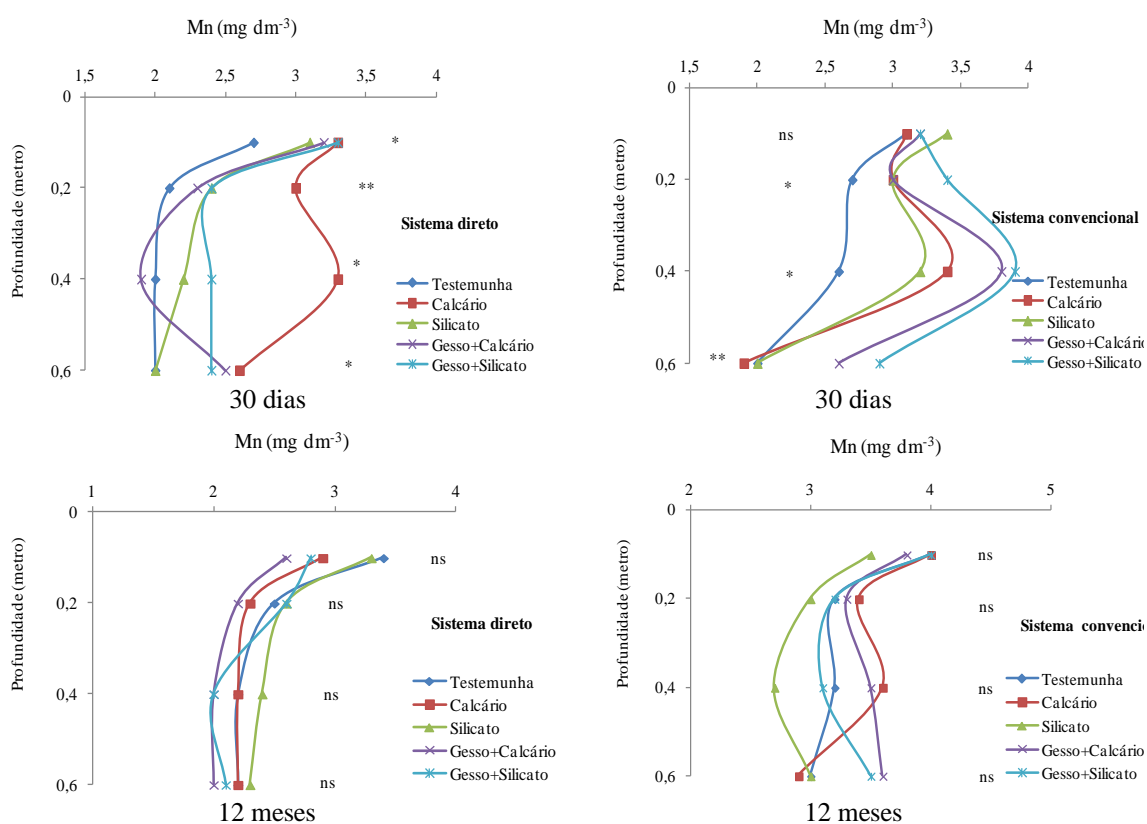 Mn (mg dm-3)
1,5 2 2,5 3 3,5 4
0
0,2
0,4
0,6
Profundidade (metro)
*
**
*
*
Sistema direto
Testemunha
Calcário
Silicato
Gesso+Calcário
Gesso+Silicato
30 dias
Mn (mg dm-3)
1,5 2 2,5 3 3,5 4
0
0,2
0,4
0,6
Profundidade (metro)
ns
*
*
**
Sistema convencional
Testemunha
Calcário
Silicato
Gesso+Calcário
Gesso+Silicato
30 dias
Mn (mg dm-3)
1 2 3 4
0
0,2
0,4
0,6
Profundidade (metro)
ns
ns
ns
ns
Sistema direto
Testemunha
Calcário
Silicato
Gesso+Calcário
Gesso+Silicato
12 meses
Mn (mg dm-3)
2 3 4 5
0
0,2
0,4
0,6
Profundidade (metro)
ns
ns
ns
ns
Sistema convenci
Testemunha
Calcário
Silicato
Gesso+Calcário
Gesso+Silicato
12 meses